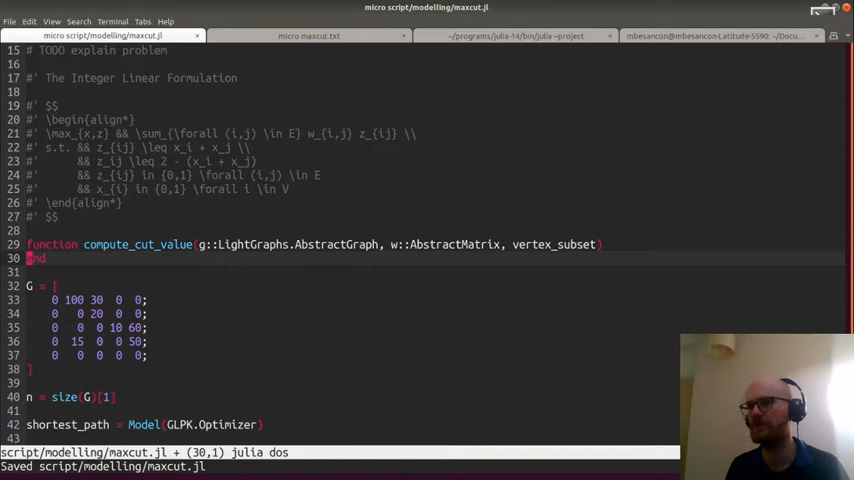 micro script/modelling/maxcut.jl
File Edit View Search Terminal Tabs Help
micro script/modelling/maxcut.jl × micro maxcut.txt × ~/programs/julia-14/bin/julia --project × mbesancon@mbesancon-Latitude-5590: ~/Docu... ×
15 # TODO explain problem
16
17 #' The Integer Linear Formulation
18
19 #' $$
20 #' \begin{align*}
21 #' \max_{x,z} && \sum_{\forall (i,j) \in E} w_{i,j} z_{ij} \\
22 #' s.t. && z_{ij} \leq x_i + x_j \\
23 #' && z_ij \leq 2 - (x_i + x_j)
24 #' && z_{ij} in {0,1} \forall (i,j) \in E
25 #' && x_{i} in {0,1} \forall i \in V
26 #' \end{align*}
27 #' $$
28
29 function compute_cut_value(g::LightGraphs.AbstractGraph, w::AbstractMatrix, vertex_subset)
30 end
31
32 G = [
33 0 100 30 0 0;
34 0 0 20 0 0;
35 0 0 0 10 60;
36 0 15 0 0 50;
37 0 0 0 0 0;
38 ]
39
40 n = size(G)[1]
41
42 shortest_path = Model(GLPK.Optimizer)
43
script/modelling/maxcut.jl + (30,1) julia dos
Saved script/modelling/maxcut.jl